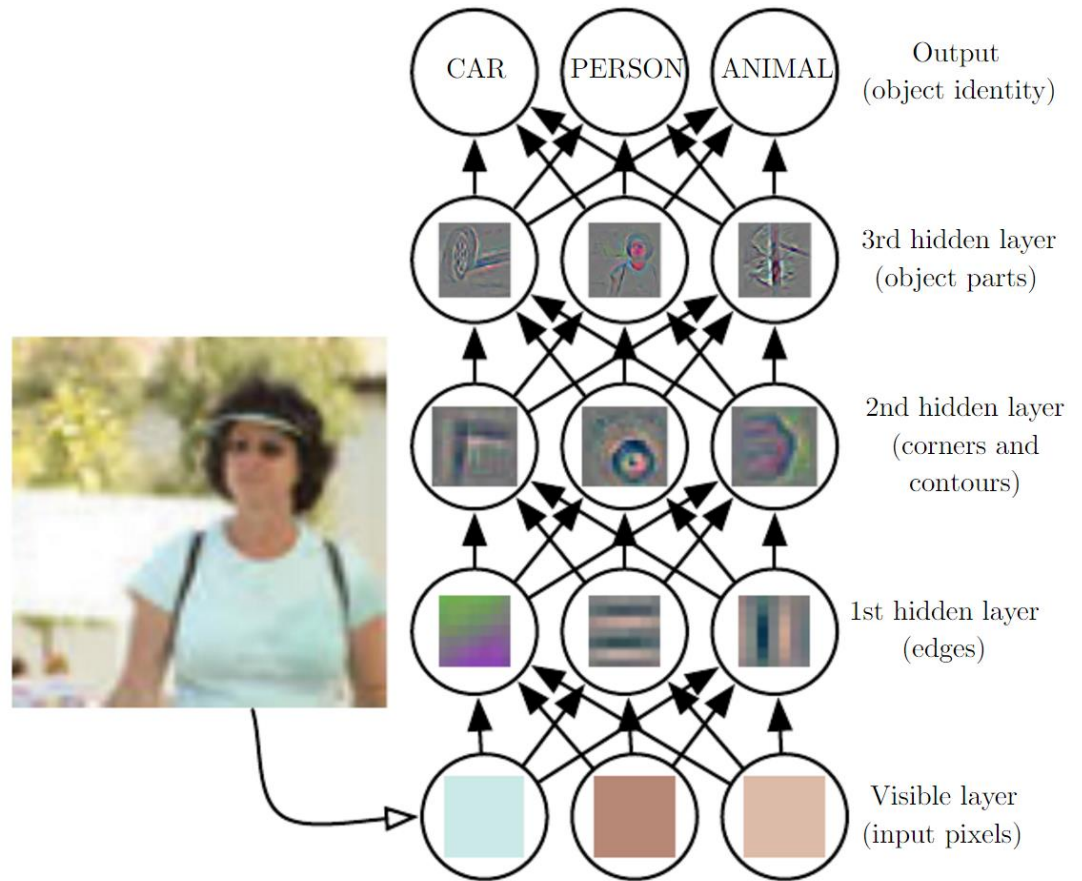 CAR
PERSON
ANIMAL
Output
(object identity)
3rd hidden layer
(object parts)
2nd hidden layer
(corners and
contours)
1st hidden layer
(edges)
Visible layer
(input pixels)